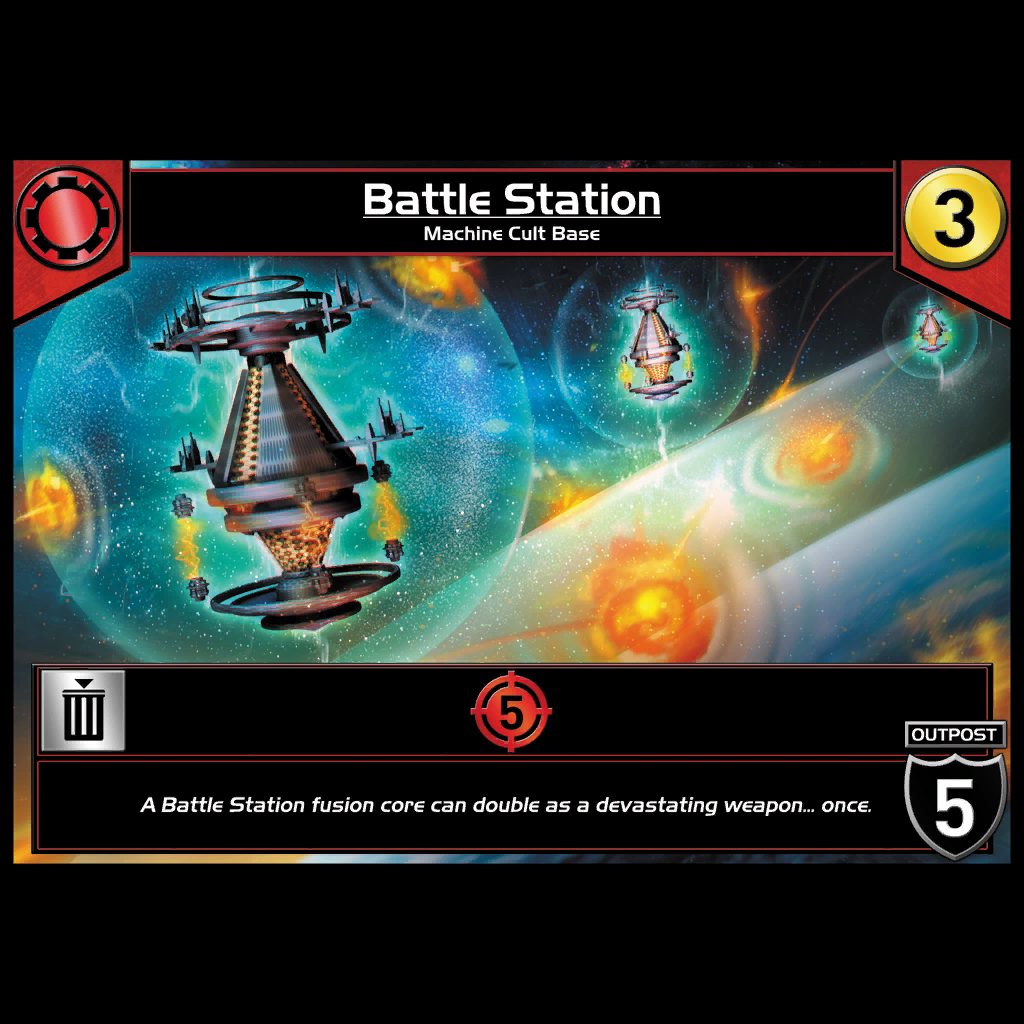 Battle Station
3
Machine Cult Base
5
OUTPOST
5
A Battle Station fusion core can double as a devastating weapon... once.